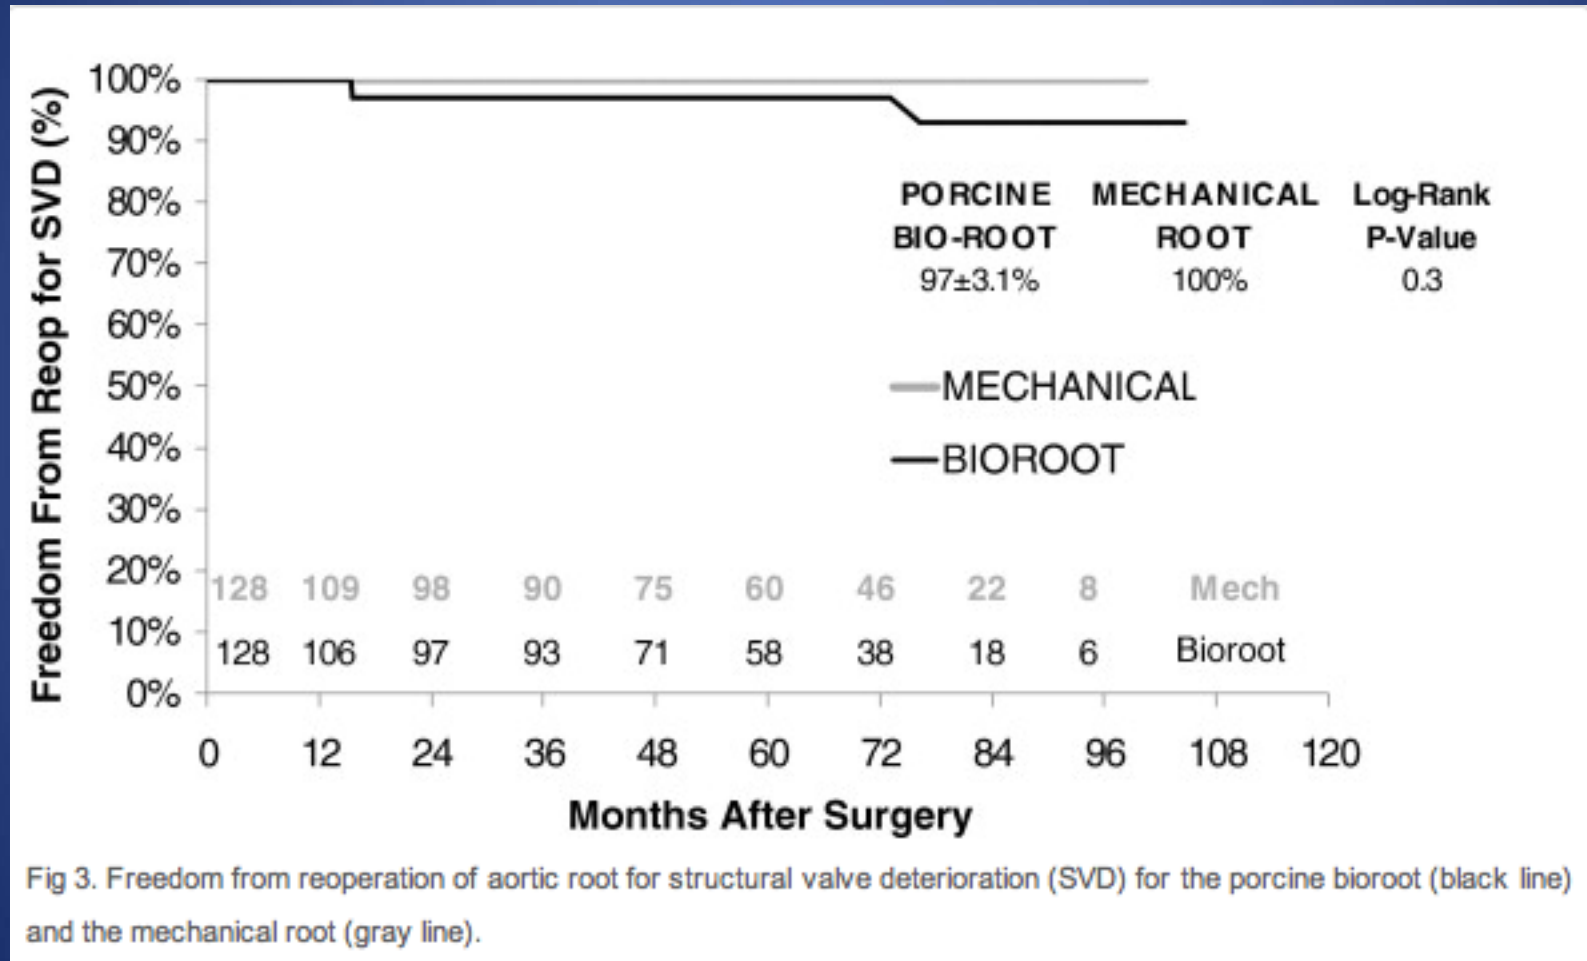 Freedom From Reop for SVD (%)
100%
90%
80%
70%
60%
50%
40%
30%
20%
10%
0%
PORCINE BIO-ROOT
97±3.1%
MECHANICAL ROOT
100%
Log-Rank P-Value
0.3
MECHANICAL
BIOROOT
128 109 98 90 75 60 46 22 8 Mech
128 106 97 93 71 58 38 18 6 Bioroot
0 12 24 36 48 60 72 84 96 108 120
Months After Surgery
Fig 3. Freedom from reoperation of aortic root for structural valve deterioration (SVD) for the porcine bioroot (black line)
and the mechanical root (gray line).